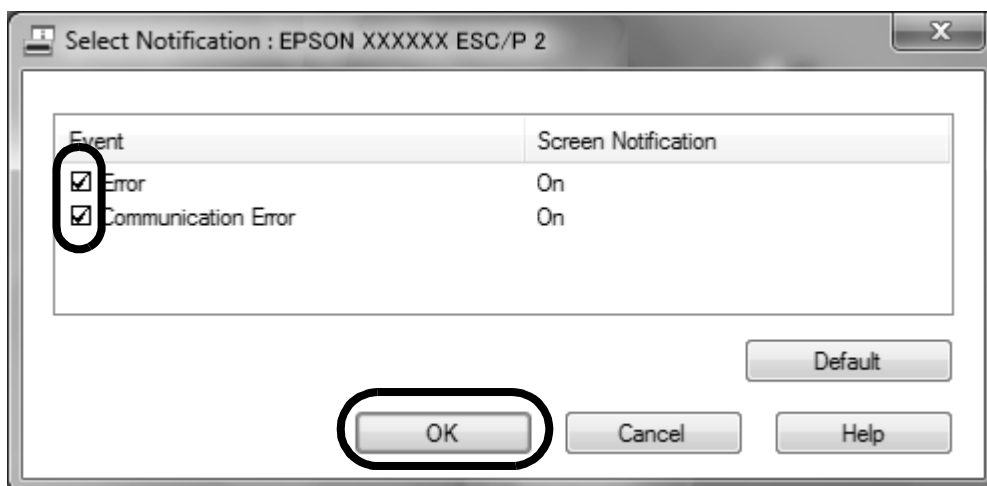 Select Notification : EPSON XXXXXX ESC/P 2
Event Screen Notification
Error On
Communication Error On
Default
OK Cancel Help